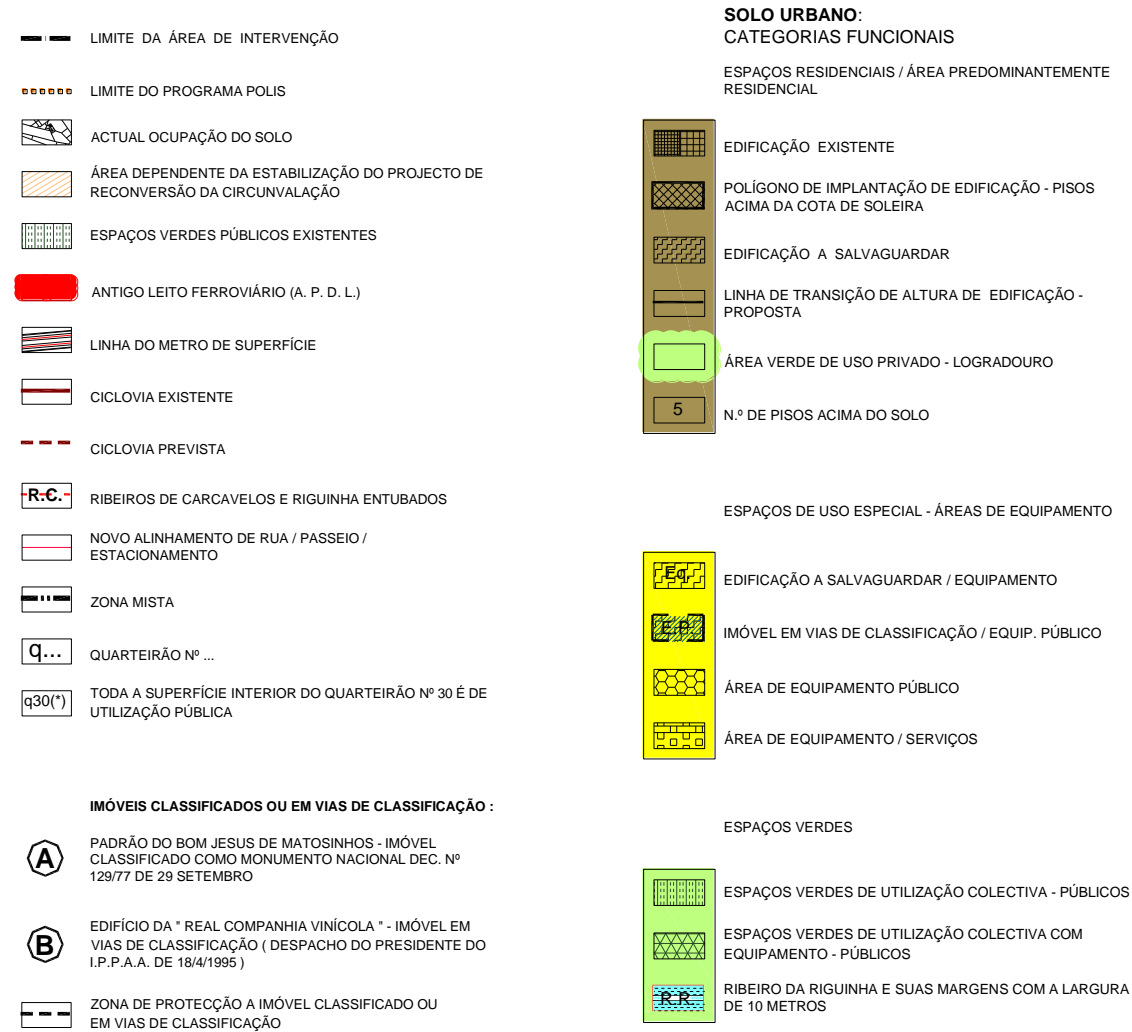 LIMITE DA ÁREA DE INTERVENÇÃO
LIMITE DO PROGRAMA POLIS
ACTUAL OCUPAÇÃO DO SOLO
ÁREA DEPENDENTE DA ESTABILIZAÇÃO DO PROJECTO DE
RECONVERSÃO DA CIRCUNVALAÇÃO
ESPAÇOS VERDES PÚBLICOS EXISTENTES
ANTIGO LEITO FERROVIÁRIO (A. P. D. L.)
LINHA DO METRO DE SUPERFÍCIE
CICLOVIA EXISTENTE
CICLOVIA PREVISTA
R.C. RIBEIROS DE CARCAVELOS E RIGUINHA ENTUBADOS
NOVO ALINHAMENTO DE RUA / PASSEIO /
ESTACIONAMENTO
ZONA MISTA
q... QUARTEIRÃO Nº ...
q30(*) TODA A SUPERFÍCIE INTERIOR DO QUARTEIRÃO Nº 30 É DE
UTILIZAÇÃO PÚBLICA
IMÓVEIS CLASSIFICADOS OU EM VIAS DE CLASSIFICAÇÃO :
A PADRÃO DO BOM JESUS DE MATOSINHOS - IMÓVEL
CLASSIFICADO COMO MONUMENTO NACIONAL DEC. Nº
129/77 DE 29 SETEMBRO
B EDIFÍCIO DA " REAL COMPANHIA VINÍCOLA " - IMÓVEL EM
VIAS DE CLASSIFICAÇÃO ( DESPACHO DO PRESIDENTE DO
I.P.P.A.A. DE 18/4/1995 )
ZONA DE PROTECÇÃO A IMÓVEL CLASSIFICADO OU
EM VIAS DE CLASSIFICAÇÃO
SOLO URBANO:
CATEGORIAS FUNCIONAIS
ESPAÇOS RESIDENCIAIS / ÁREA PREDOMINANTEMENTE
RESIDENCIAL
EDIFICAÇÃO EXISTENTE
POLÍGONO DE IMPLANTAÇÃO DE EDIFICAÇÃO - PISOS
ACIMA DA COTA DE SOLEIRA
EDIFICAÇÃO A SALVAGUARDAR
LINHA DE TRANSIÇÃO DE ALTURA DE EDIFICAÇÃO -
PROPOSTA
ÁREA VERDE DE USO PRIVADO - LOGRADOURO
5 N.º DE PISOS ACIMA DO SOLO
ESPAÇOS DE USO ESPECIAL - ÁREAS DE EQUIPAMENTO
Eq. EDIFICAÇÃO A SALVAGUARDAR / EQUIPAMENTO
E.P. IMÓVEL EM VIAS DE CLASSIFICAÇÃO / EQUIP. PÚBLICO
ÁREA DE EQUIPAMENTO PÚBLICO
ÁREA DE EQUIPAMENTO / SERVIÇOS
ESPAÇOS VERDES
ESPAÇOS VERDES DE UTILIZAÇÃO COLECTIVA - PÚBLICOS
ESPAÇOS VERDES DE UTILIZAÇÃO COLECTIVA COM
EQUIPAMENTO - PÚBLICOS
R.R. RIBEIRO DA RIGUINHA E SUAS MARGENS COM A LARGURA
DE 10 METROS